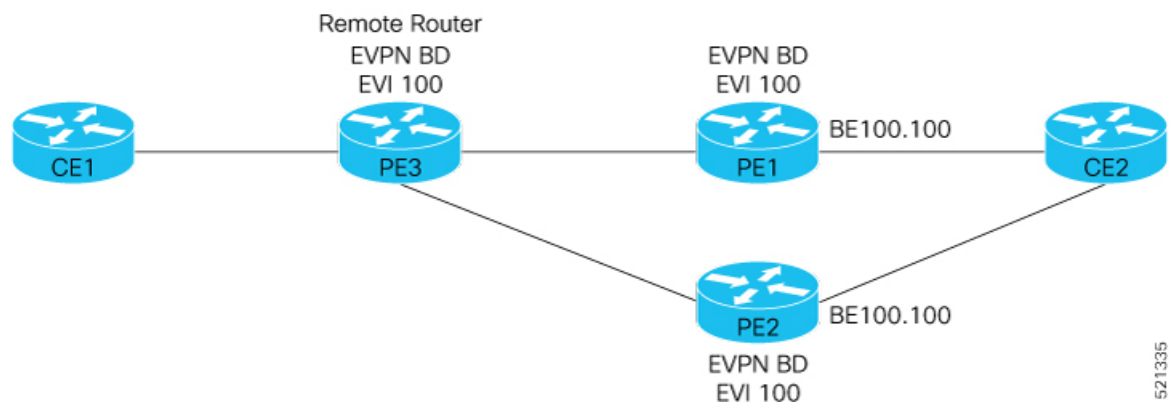 Remote Router
EVPN BD
EVI 100
EVPN BD
EVI 100
BE100.100
CE1
PE3
PE1
CE2
PE2
BE100.100
EVPN BD
EVI 100
521335